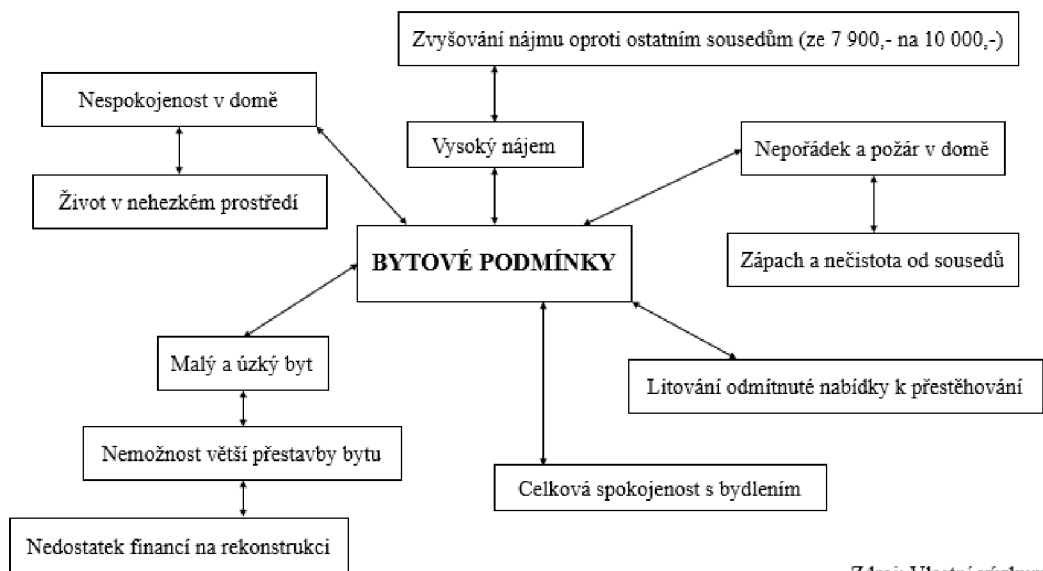 Zvyšování nájmu oproti ostatním sousedům (ze 7 900,- na 10 000,-)
Nespokojenost v domě
Vysoký nájem
Nepořádek a požár v domě
Život v nehezkém prostředí
BYTOVÉ PODMÍNKY
Zápach a nečistota od sousedů
Malý a úzký byt
Litování odmítnuté nabídky k přestěhování
Nemožnost větší přestavby bytu
Celková spokojenost s bydlením
Nedostatek financí na rekonstrukci